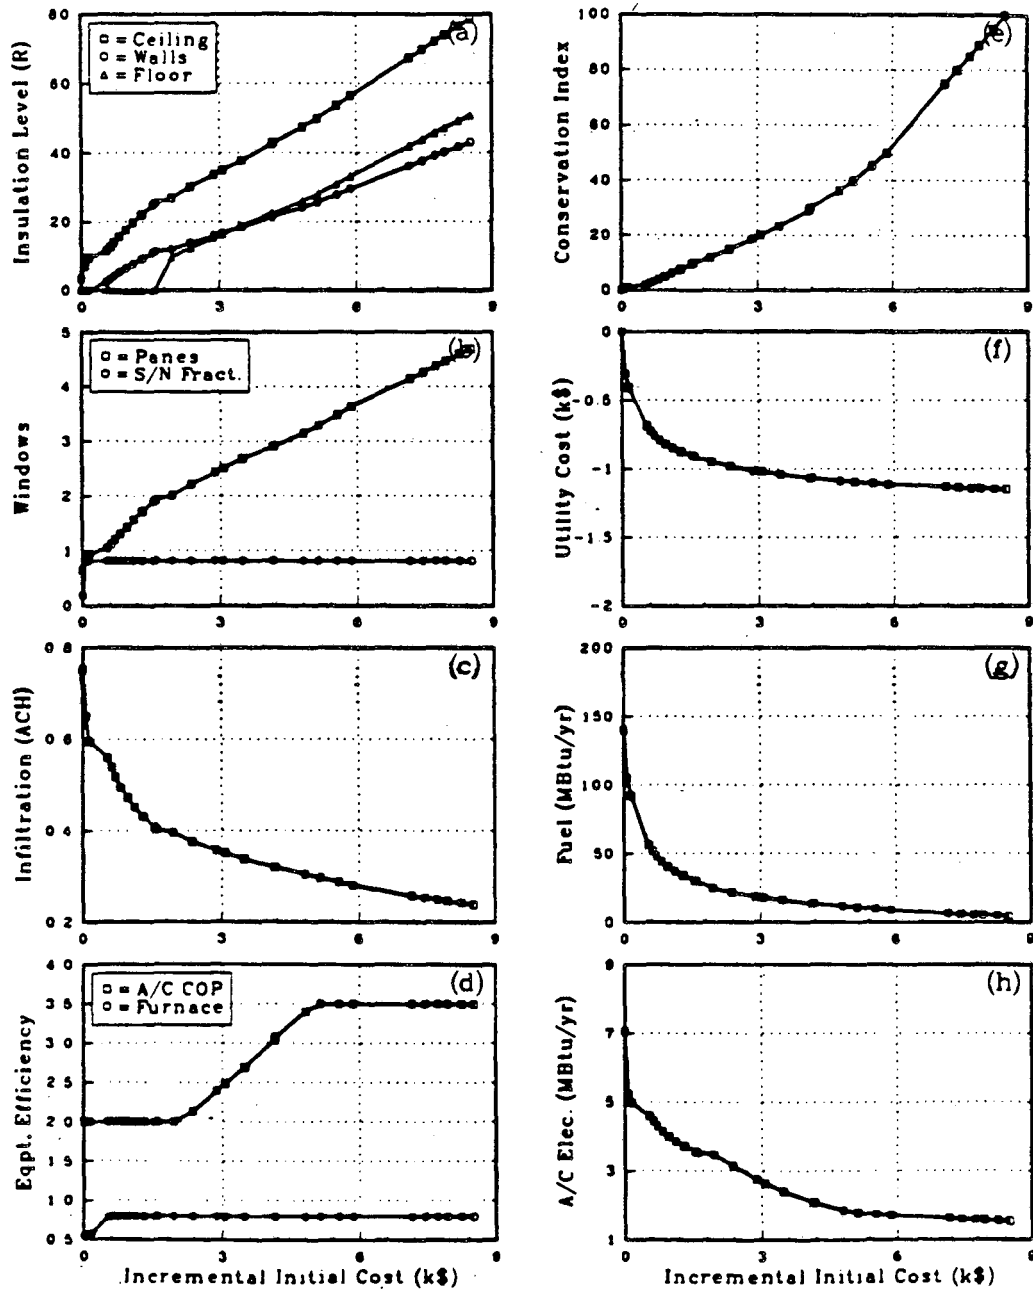 (a)
□ = Ceiling
○ = Walls
△ = Floor
Insulation Level (R)
80
60
40
20
0
0 3 6 9
(e)
Conservation Index
100
80
60
40
20
0
0 3 6 9
(b)
□ = Panes
○ = S/N Fract.
Windows
5
4
3
2
1
0
0 3 6 9
(f)
Utility Cost (k$)
0
-0.5
-1
-1.5
-2
0 3 6 9
(c)
Infiltration (ACH)
0 8
0 6
0 4
0 2
0 3 6 9
(g)
Fuel (MBtu/yr)
200
150
100
50
0
0 3 6 9
(d)
□ = A/C COP
○ = Furnace
Eqpt. Efficiency
4 0
3 5
3 0
2 5
2 0
1 5
1 0
0 5
0 3 6 9
Incremental Initial Cost (k$)
(h)
A/C Elec. (MBtu/yr)
9
7
5
3
1
0 3 6 9
Incremental Initial Cost (k$)